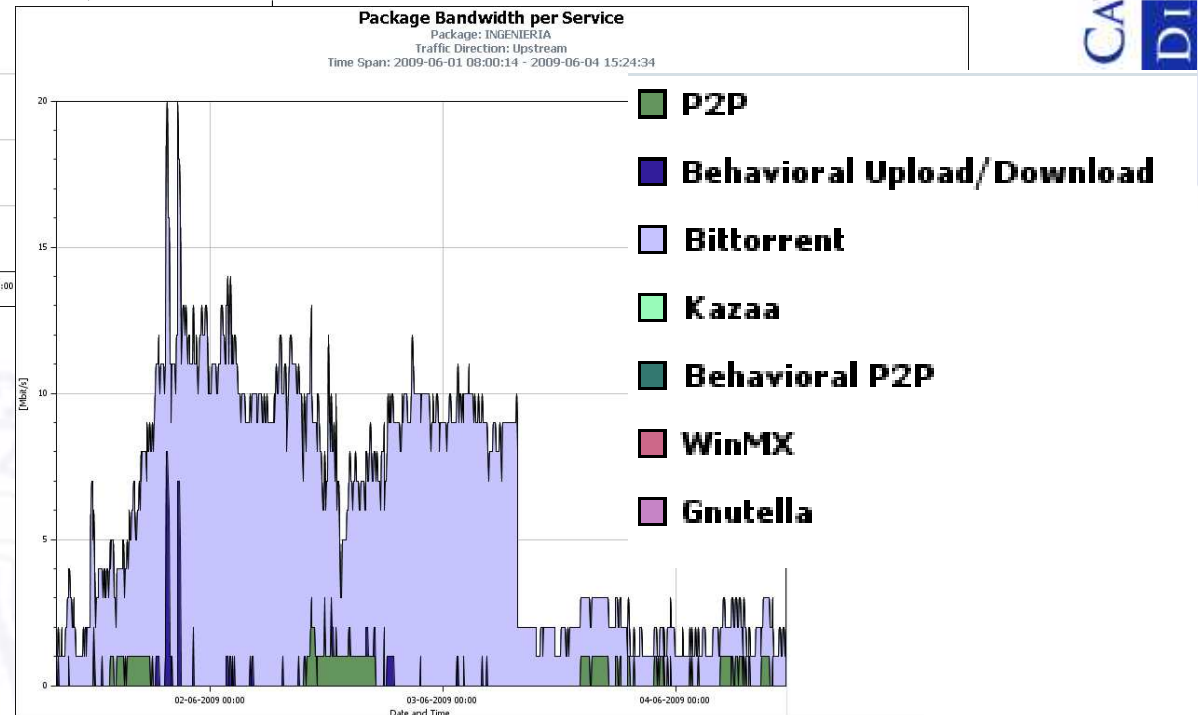 Package Bandwidth per Service
Package: INGENIERIA
Traffic Direction: Upstream
Time Span: 2009-06-01 08:00:14 - 2009-06-04 15:24:34
CA
DI
P2P
Behavioral Upload/Download
Bittorrent
Kazaa
Behavioral P2P
WinMX
Gnutella
:00
20
15
10
5
0
[Mbit/s]
02-06-2009 00:00
03-06-2009 00:00
04-06-2009 00:00
Date and Time